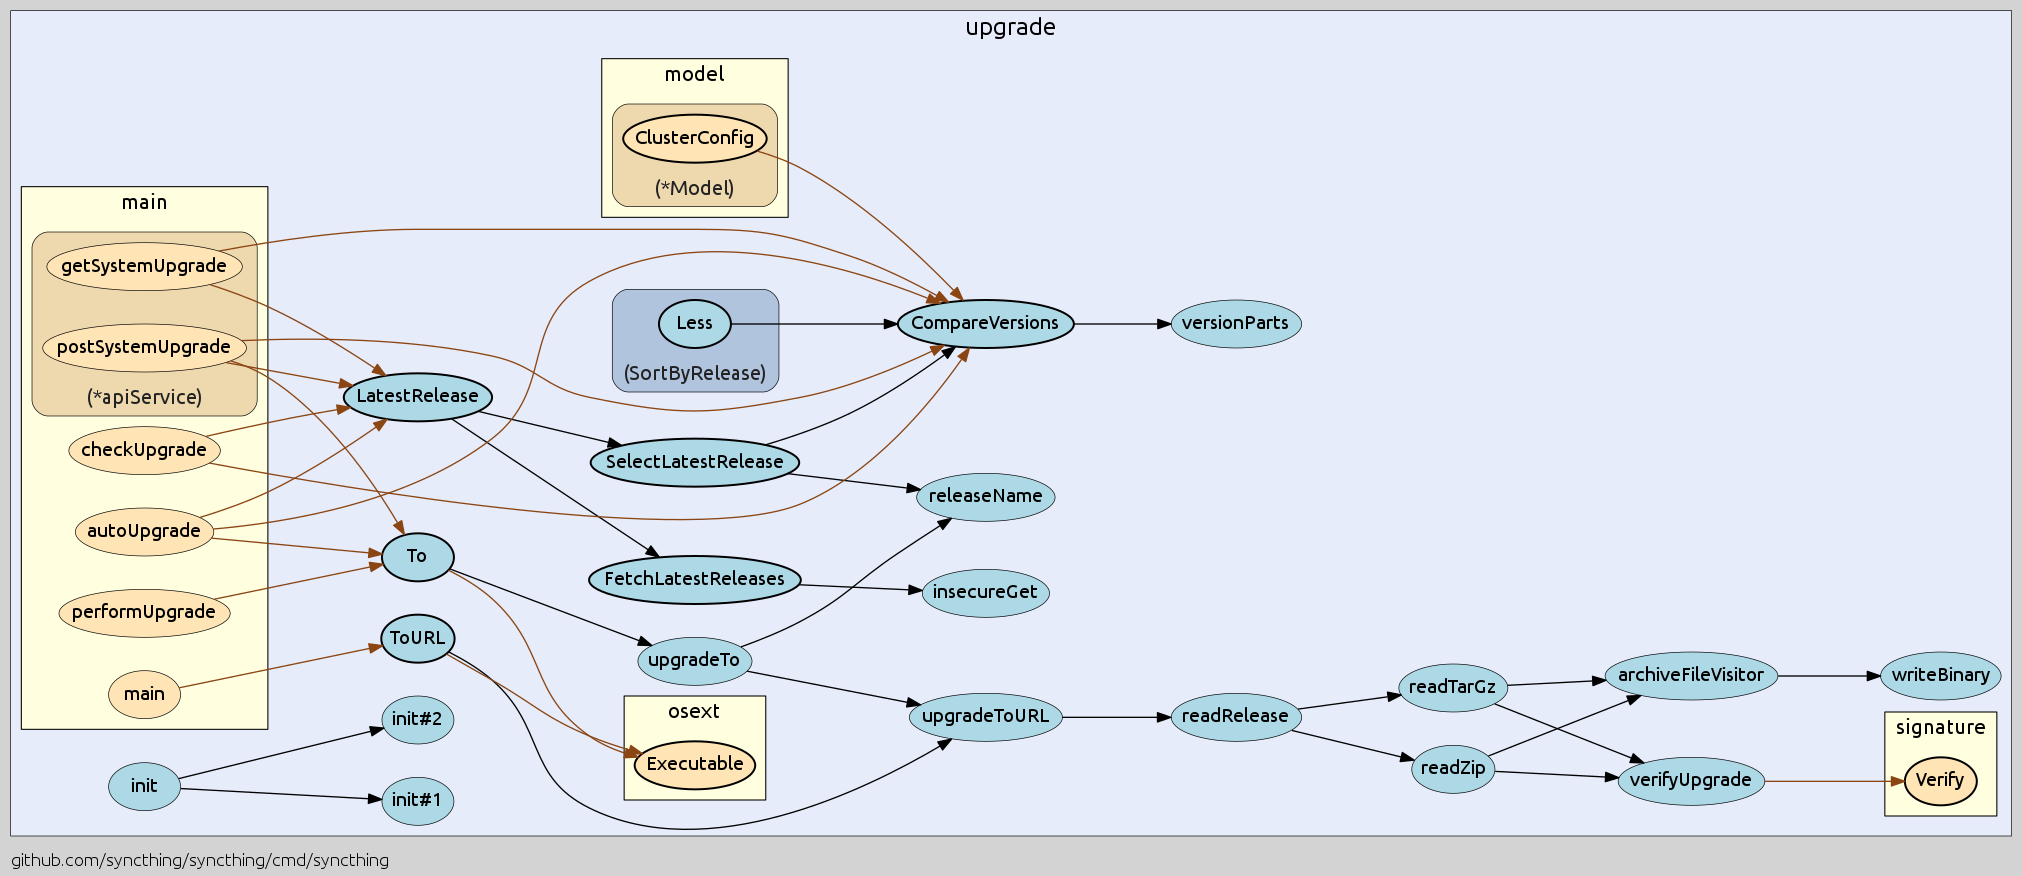 upgrade
model
ClusterConfig
(*Model)
main
getSystemUpgrade
postSystemUpgrade
(*apiService)
checkUpgrade
autoUpgrade
performUpgrade
main
init
LatestRelease
To
ToURL
init#2
init#1
Less
(SortByRelease)
SelectLatestRelease
FetchLatestReleases
upgradeTo
osext
Executable
CompareVersions
releaseName
insecureGet
upgradeToURL
versionParts
readRelease
readTarGz
readZip
archiveFileVisitor
verifyUpgrade
writeBinary
signature
Verify
github.com/syncthing/syncthing/cmd/syncthing